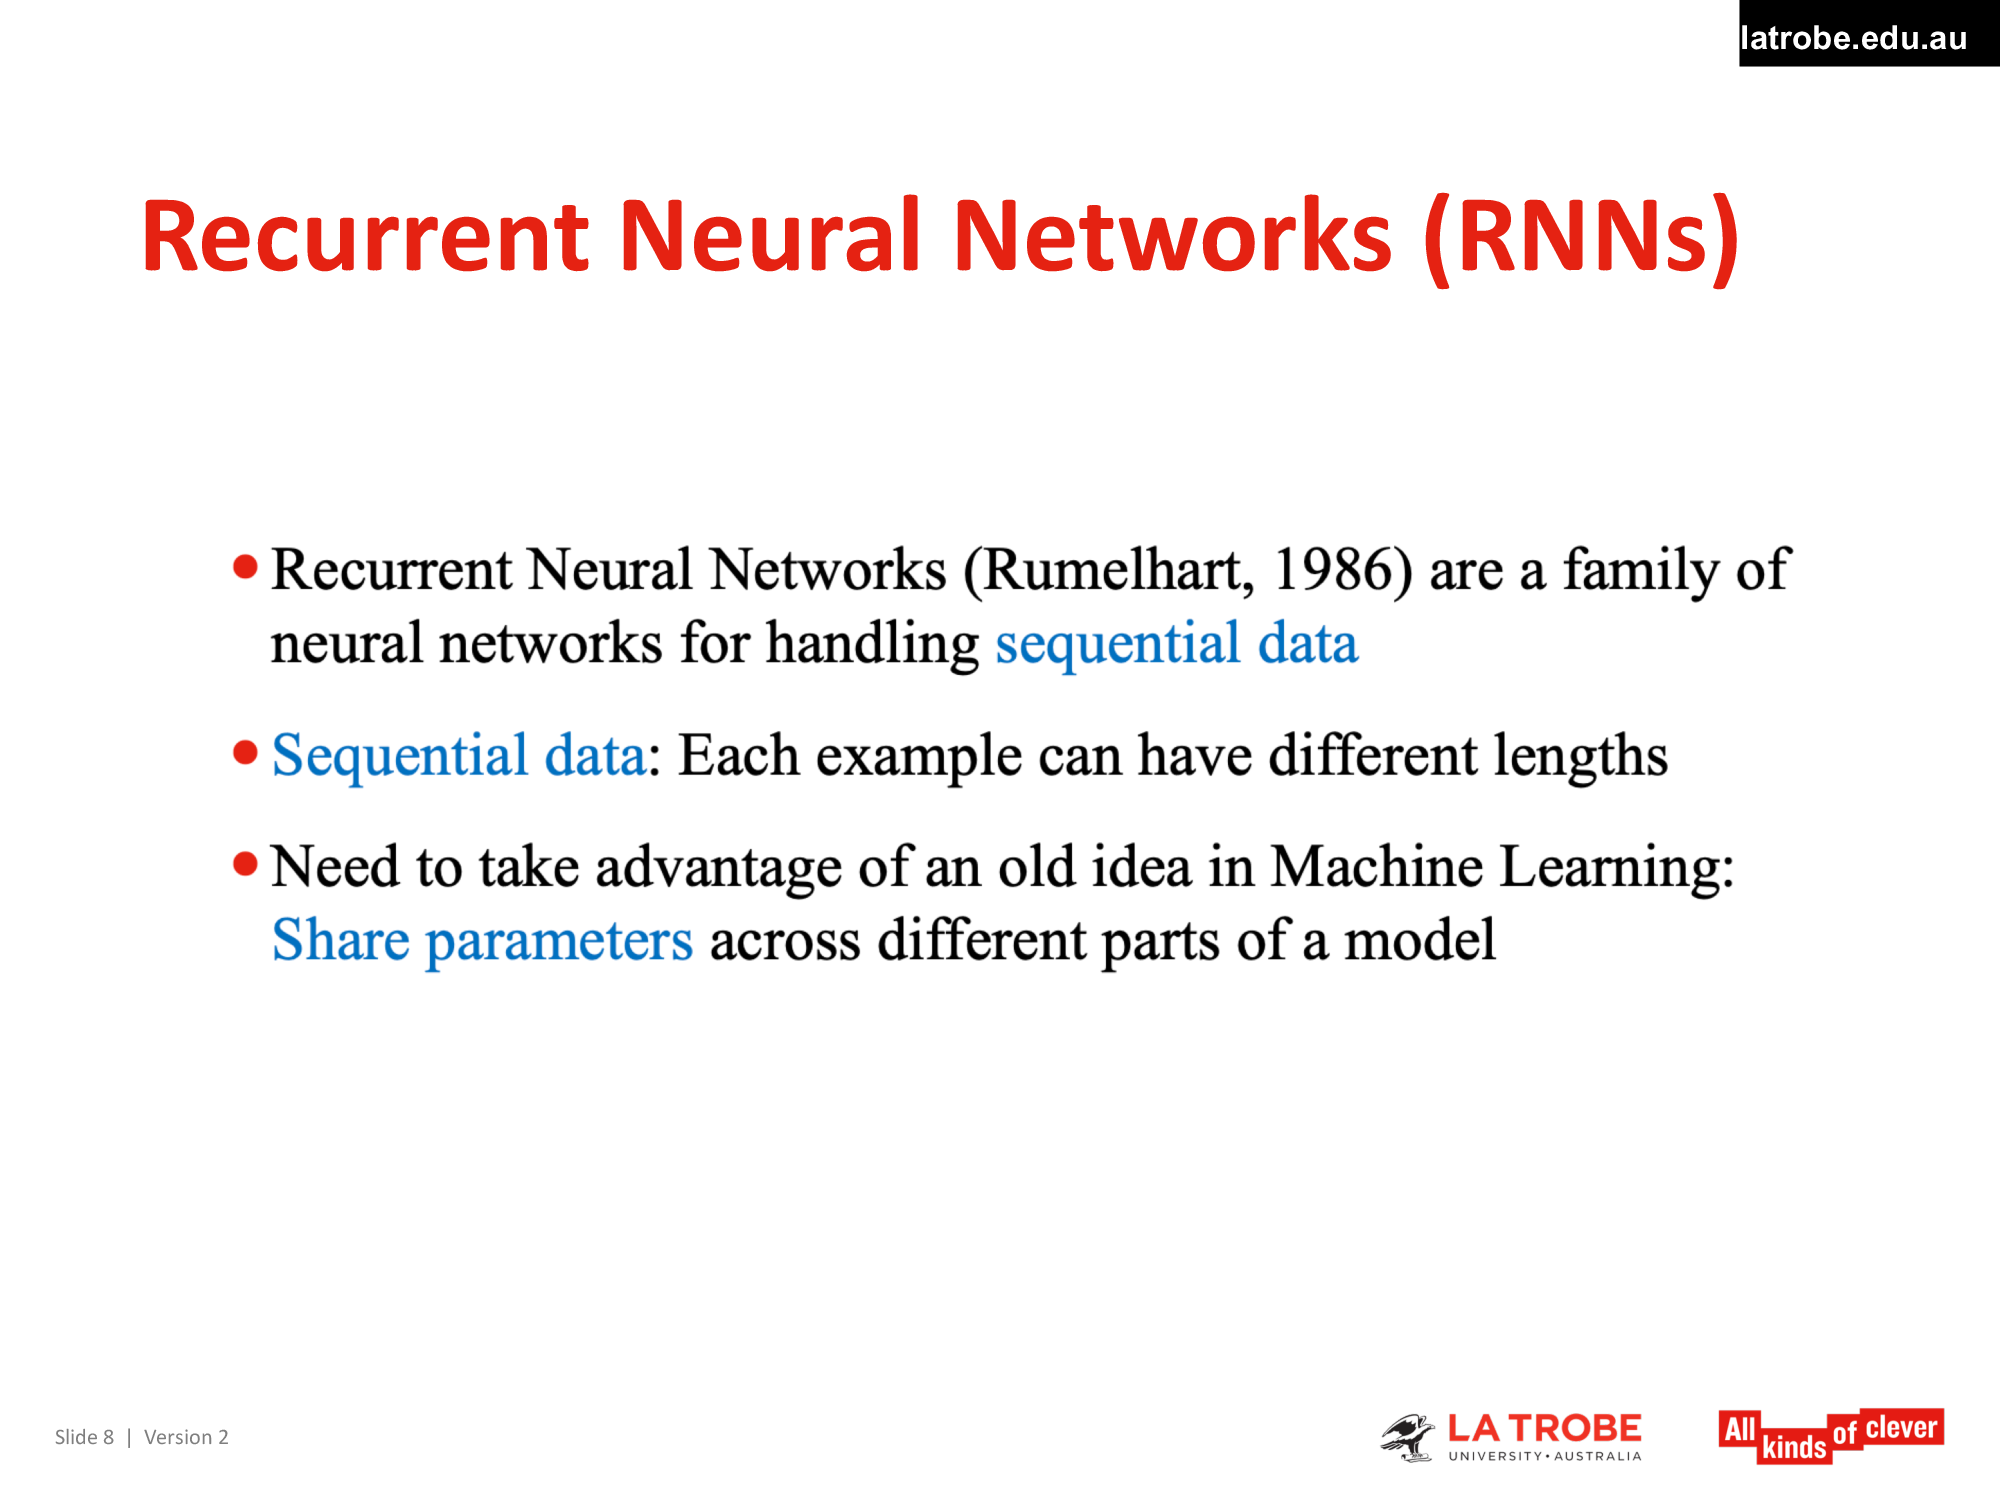 latrobe.edu.au
Recurrent Neural Networks (RNNs)
• Recurrent Neural Networks (Rumelhart, 1986) are a family of
neural networks for handling sequential data
• Sequential data: Each example can have different lengths
• Need to take advantage of an old idea in Machine Learning:
Share parameters across different parts of a model
Slide 8 | Version 2
LA TROBE
UNIVERSITY • AUSTRALIA
All kinds of clever